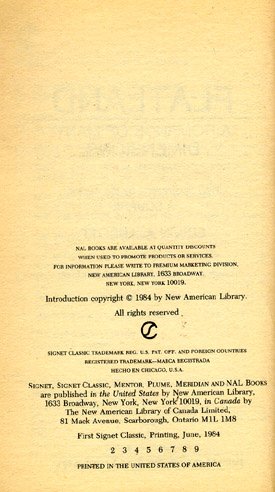 NAL BOOKS ARE AVAILABLE AT QUANTITY DISCOUNTS
WHEN USED TO PROMOTE PRODUCTS OR SERVICES.
FOR INFORMATION PLEASE WRITE TO PREMIUM MARKETING DIVISION,
NEW AMERICAN LIBRARY, 1633 BROADWAY,
NEW YORK, NEW YORK 10019.
Introduction copyright © 1984 by New American Library.
All rights reserved
SIGNET CLASSIC TRADEMARK REG. U.S. PAT. OFF. AND FOREIGN COUNTRIES
REGISTERED TRADEMARK—MARCA REGISTRADA
HECHO EN CHICAGO, U.S.A.
SIGNET, SIGNET CLASSIC, MENTOR, PLUME, MERIDIAN AND NAL BOOKS
are published in the United States by New American Library,
1633 Broadway, New York, New York 10019, in Canada by
The New American Library of Canada Limited,
81 Mack Avenue, Scarborough, Ontario M1L 1M8
First Signet Classic, Printing, June, 1984
2 3 4 5 6 7 8 9
PRINTED IN THE UNITED STATES OF AMERICA